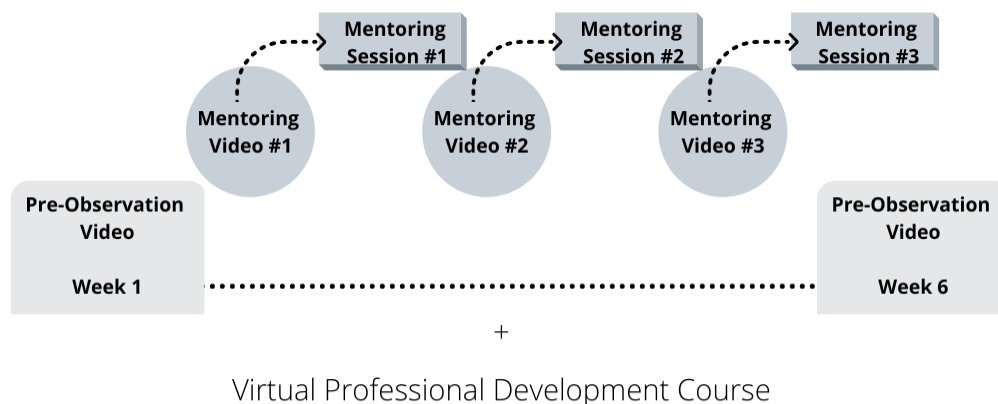 Mentoring
Session #1
Mentoring
Session #2
Mentoring
Session #3
Mentoring
Video #1
Mentoring
Video #2
Mentoring
Video #3
Pre-Observation
Video
Week 1
Pre-Observation
Video
Week 6
+
Virtual Professional Development Course